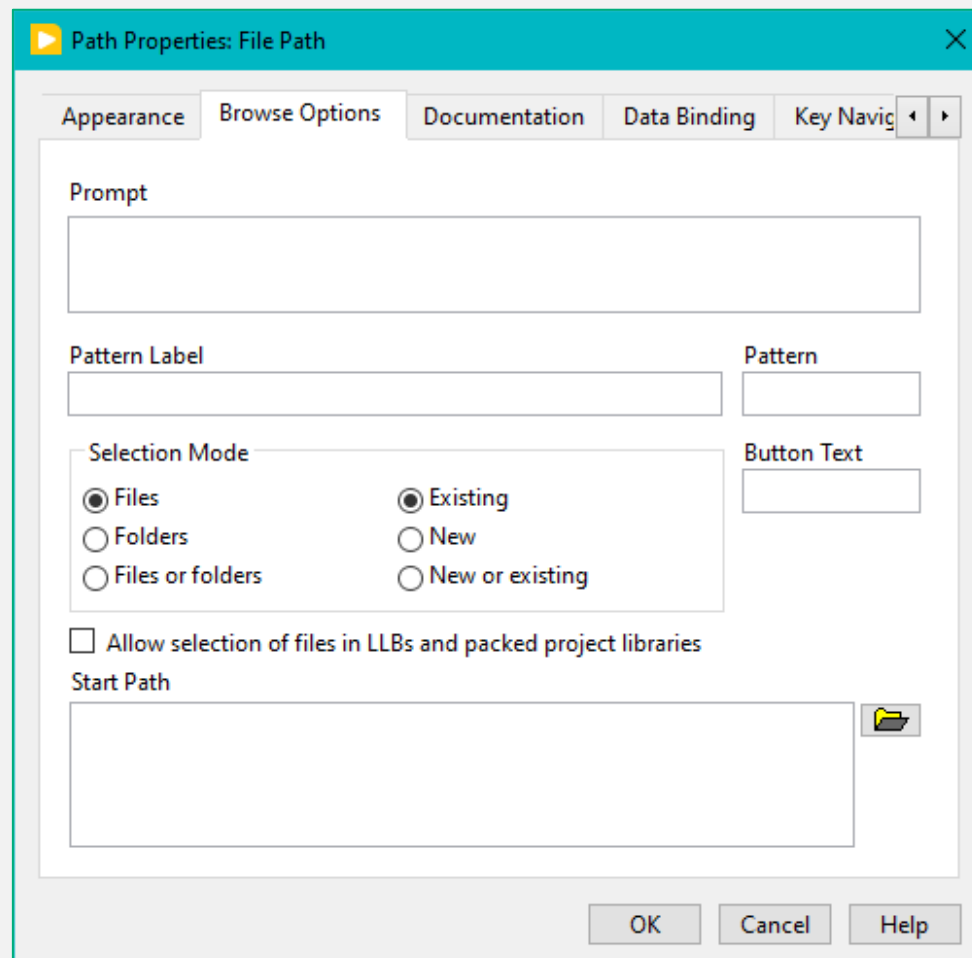 Path Properties: File Path
Appearance Browse Options Documentation Data Binding Key Navig
Prompt
Pattern Label Pattern
Selection Mode Button Text
Files Existing
Folders New
Files or folders New or existing
Allow selection of files in LLBs and packed project libraries
Start Path
OK Cancel Help